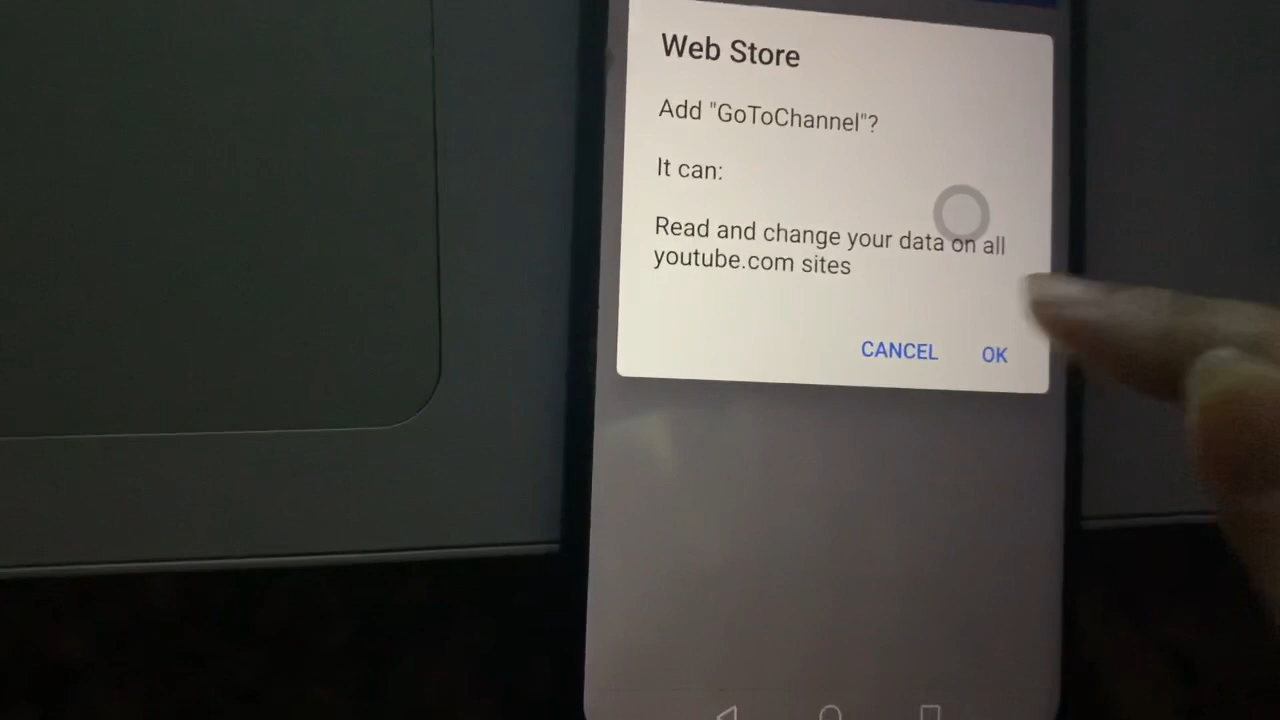 Web Store
Add "GoToChannel"?
It can:
Read and change your data on all
youtube.com sites
CANCEL OK